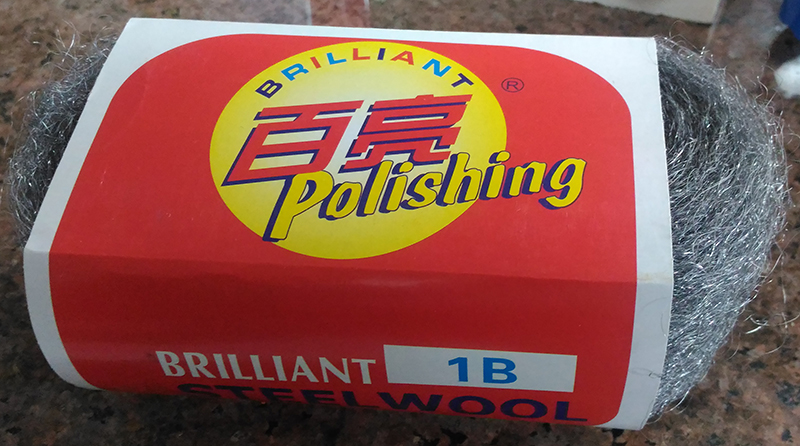 BRILLIANT ®
百亮
Polishing
BRILLIANT 1B
STEELWOOL